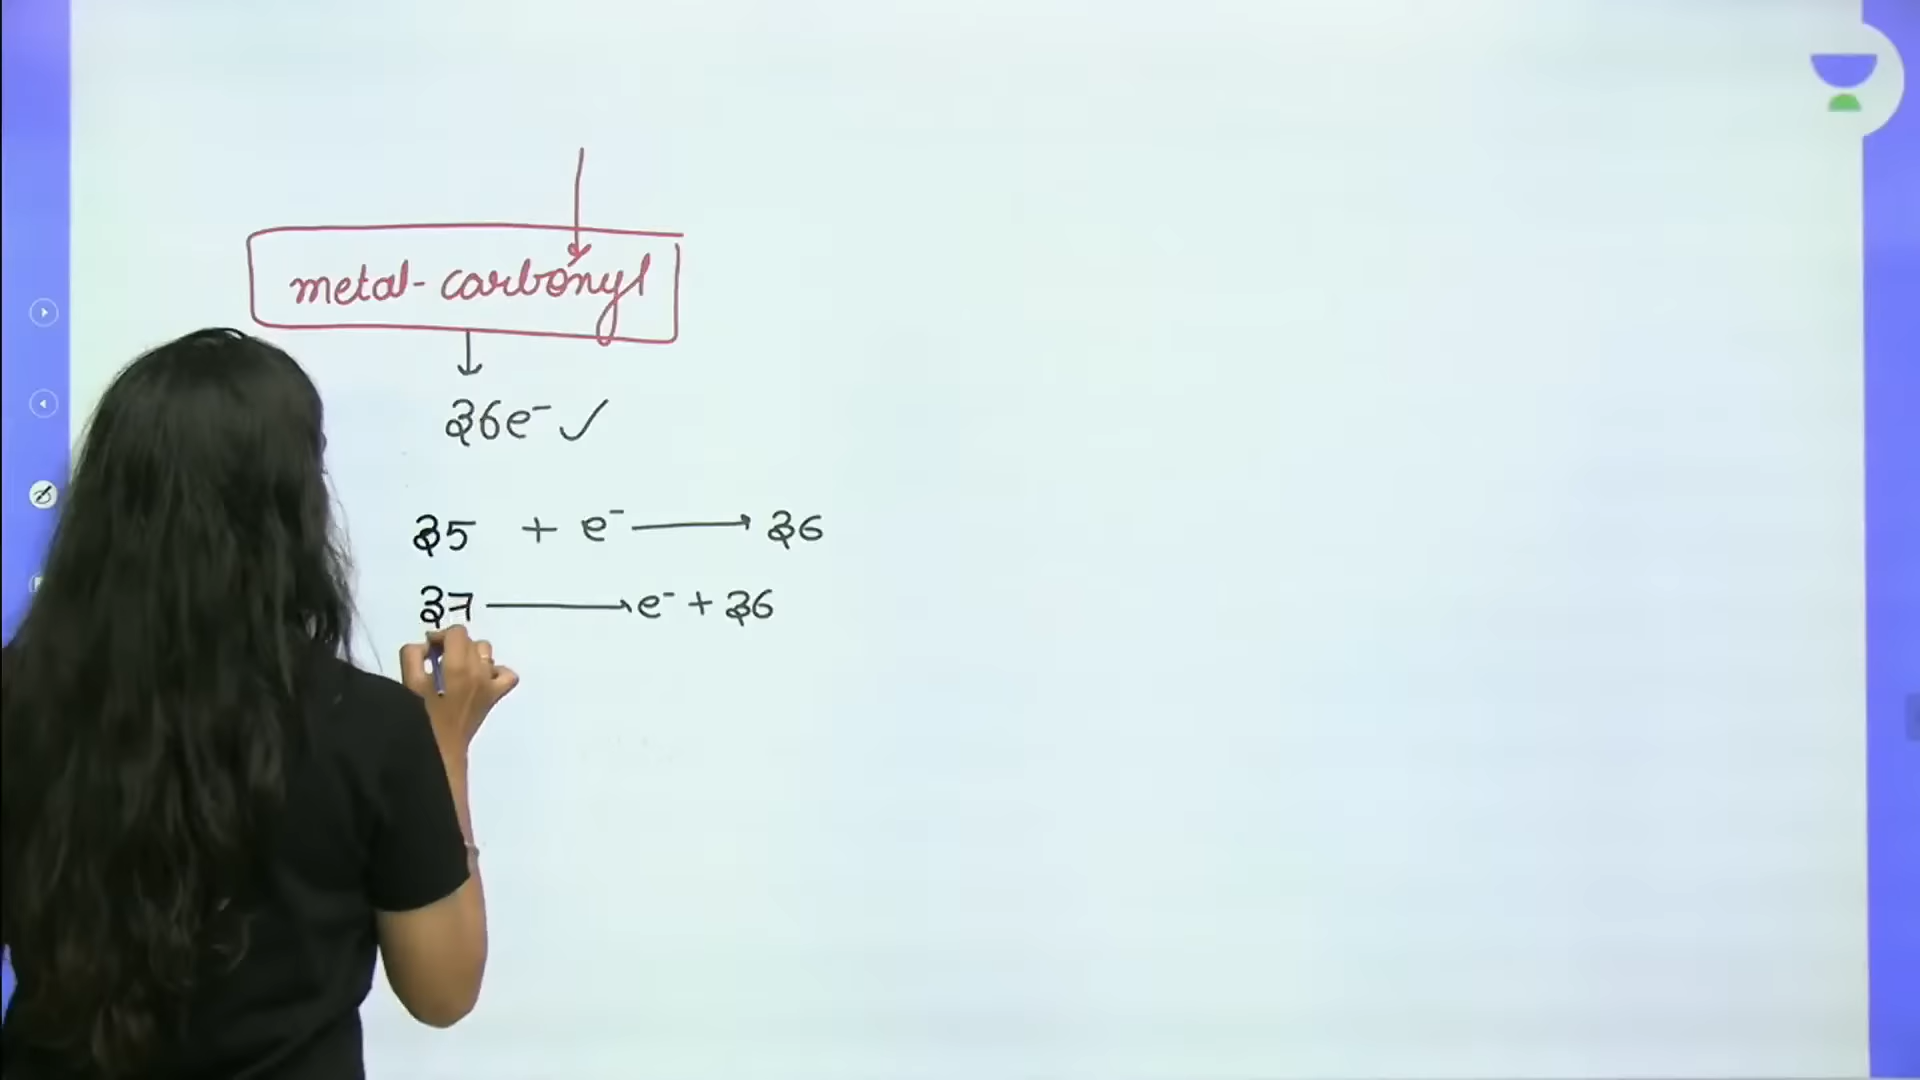 metal-carbonyl
36e⁻ ✓
35 + e⁻ → 36
37 → e⁻ + 36